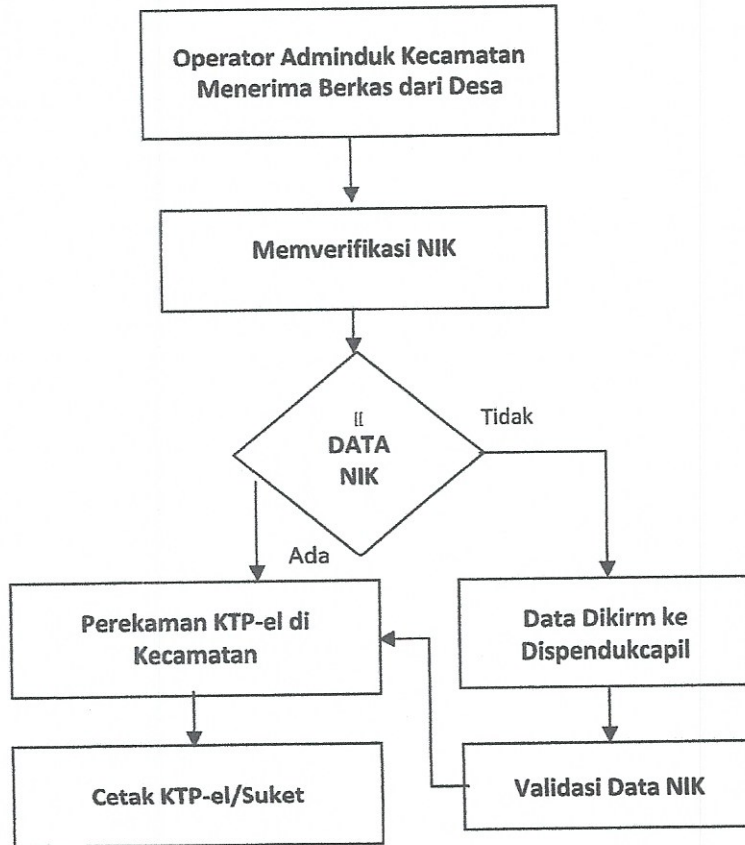 Operator Adminduk Kecamatan
Menerima Berkas dari Desa
Memverifikasi NIK
[[
DATA
NIK
Tidak
Ada
Perekaman KTP-el di
Kecamatan
Data Dikirm ke
Dispendukcapil
Cetak KTP-el/Suket
Validasi Data NIK